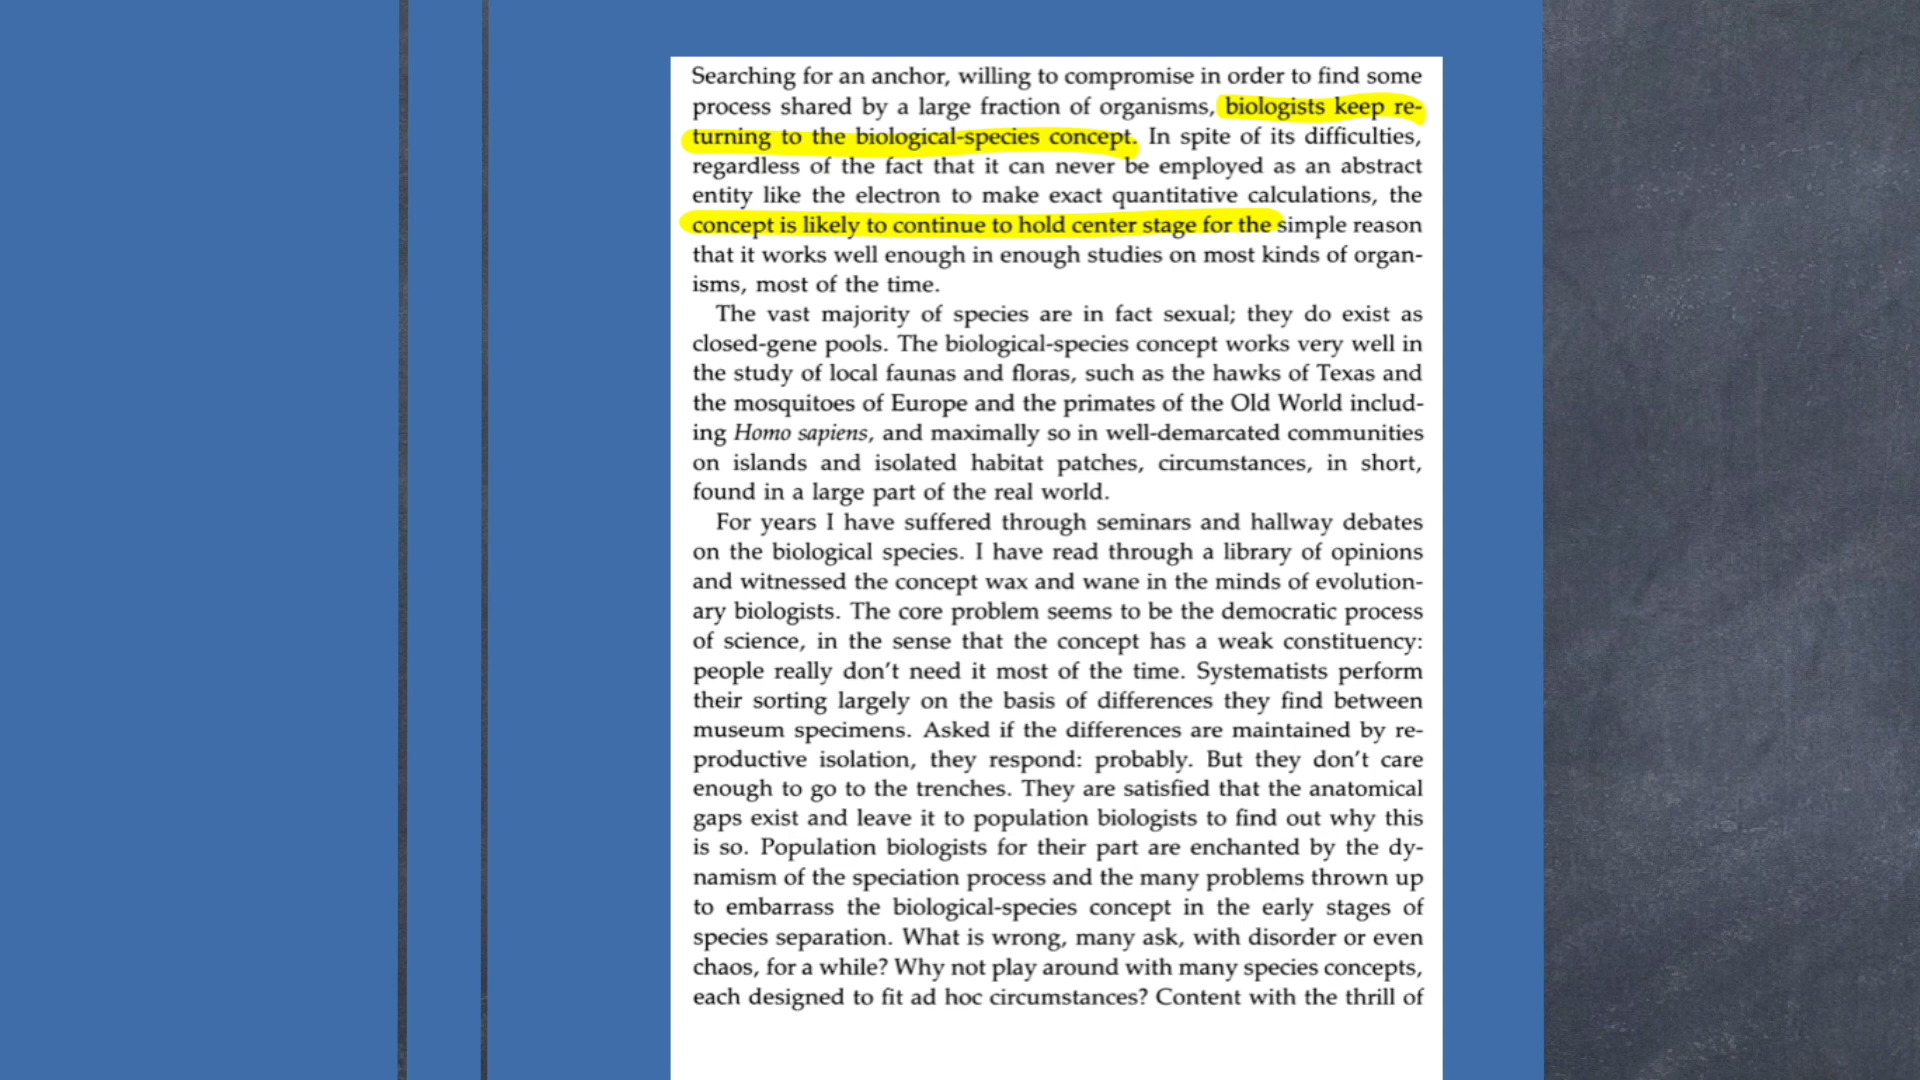 Searching for an anchor, willing to compromise in order to find some
process shared by a large fraction of organisms, biologists keep re-
turning to the biological-species concept. In spite of its difficulties,
regardless of the fact that it can never be employed as an abstract
entity like the electron to make exact quantitative calculations, the
concept is likely to continue to hold center stage for the simple reason
that it works well enough in enough studies on most kinds of organ-
isms, most of the time.
The vast majority of species are in fact sexual; they do exist as
closed-gene pools. The biological-species concept works very well in
the study of local faunas and floras, such as the hawks of Texas and
the mosquitoes of Europe and the primates of the Old World includ-
ing Homo sapiens, and maximally so in well-demarcated communities
on islands and isolated habitat patches, circumstances, in short,
found in a large part of the real world.
For years I have suffered through seminars and hallway debates
on the biological species. I have read through a library of opinions
and witnessed the concept wax and wane in the minds of evolution-
ary biologists. The core problem seems to be the democratic process
of science, in the sense that the concept has a weak constituency:
people really don't need it most of the time. Systematists perform
their sorting largely on the basis of differences they find between
museum specimens. Asked if the differences are maintained by re-
productive isolation, they respond: probably. But they don't care
enough to go to the trenches. They are satisfied that the anatomical
gaps exist and leave it to population biologists to find out why this
is so. Population biologists for their part are enchanted by the dy-
namism of the speciation process and the many problems thrown up
to embarrass the biological-species concept in the early stages of
species separation. What is wrong, many ask, with disorder or even
chaos, for a while? Why not play around with many species concepts,
each designed to fit ad hoc circumstances? Content with the thrill of